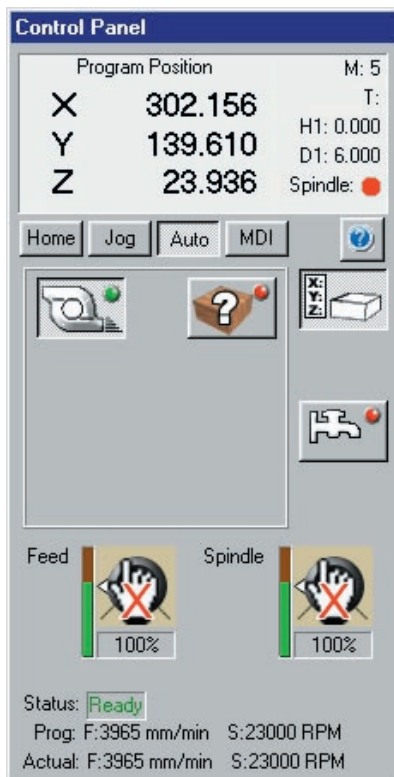 Control Panel
Program Position M: 5
X 302.156 T:
Y 139.610 H1: 0.000
Z 23.936 D1: 6.000
Spindle:
Home Jog Auto MDI ?
? X:
Y:
Z:
Feed Spindle
100% 100%
Status: Ready
Prog: F:3965 mm/min S:23000 RPM
Actual: F:3965 mm/min S:23000 RPM